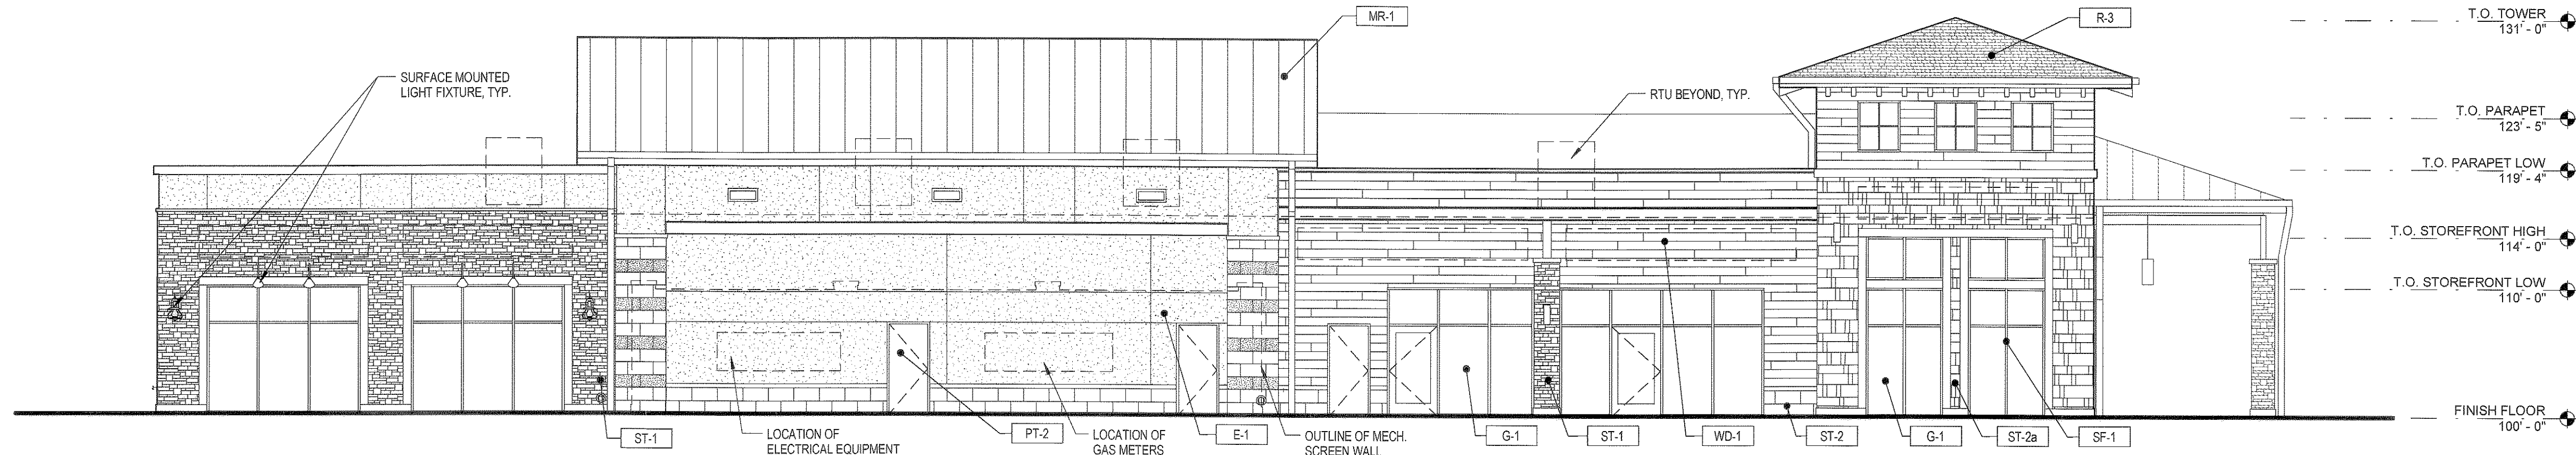 MR-1
R-3
T.O. TOWER
131' - 0"
SURFACE MOUNTED
LIGHT FIXTURE, TYP.
RTU BEYOND, TYP.
T.O. PARAPET
123' - 5"
T.O. PARAPET LOW
119' - 4"
T.O. STOREFRONT HIGH
114' - 0"
T.O. STOREFRONT LOW
110' - 0"
FINISH FLOOR
100' - 0"
ST-1
LOCATION OF
ELECTRICAL EQUIPMENT
PT-2
LOCATION OF
GAS METERS
E-1
OUTLINE OF MECH.
SCREEN WALL
G-1
ST-1
WD-1
ST-2
G-1
ST-2a
SF-1